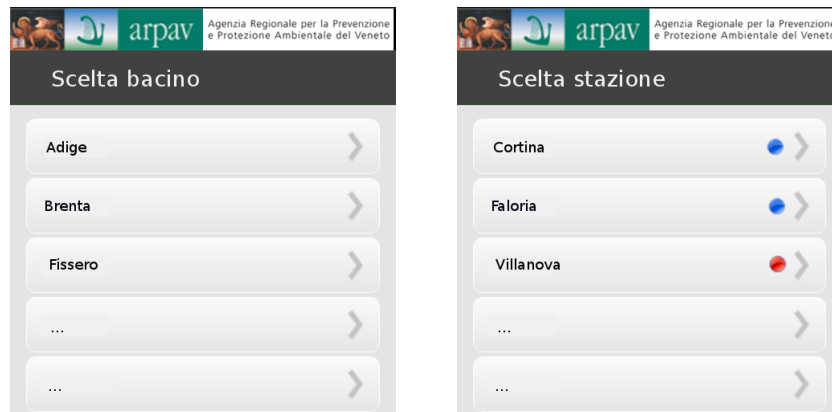 arpav
Agenzia Regionale per la Prevenzione
e Protezione Ambientale del Veneto
Scelta bacino
Adige
Brenta
Fissero
...
...
arpav
Agenzia Regionale per la Prevenzione
e Protezione Ambientale del Veneto
Scelta stazione
Cortina
Faloria
Villanova
...
...